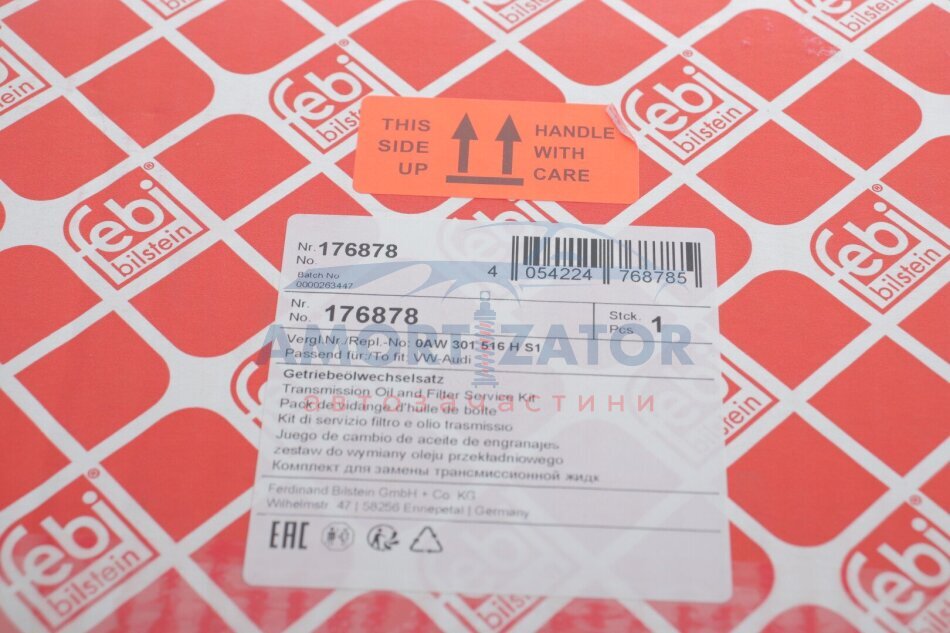 febi
bilstein
THIS
SIDE
UP
HANDLE
WITH
CARE
Nr.
No.
176878
Batch No
0000263447
4 054224 768785
Nr.
No.
176878
Stck.
Pcs.
1
Vergl.Nr./Repl.-No: 0AW 301 516 H S1
Passend für:/To fit: VW-Audi
AMORTIZATOR
автозапчастини
Getriebeölwechselsatz
Transmission Oil and Filter Service Kit
Pack de vidange d'huile de boîte
Kit di servizio filtro e olio trasmissio
Juego de cambio de aceite de engranajes
zestaw do wymiany oleju przekładniowego
Комплект для замены трансмиссионной жидк
Ferdinand Bilstein GmbH + Co. KG
Wilhelmstr. 47 | 58256 Ennepetal | Germany
EAC